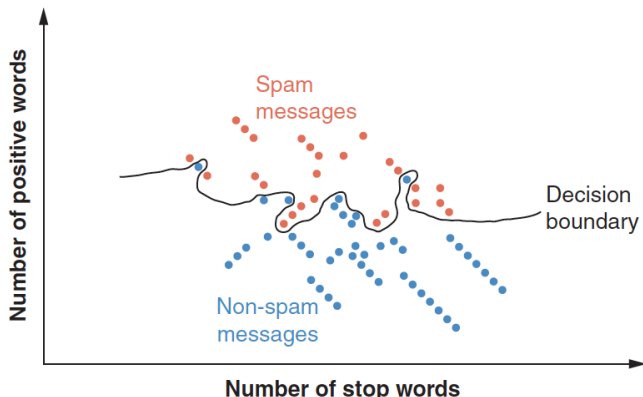 Number of positive words
Spam
messages
Decision
boundary
Non-spam
messages
Number of stop words